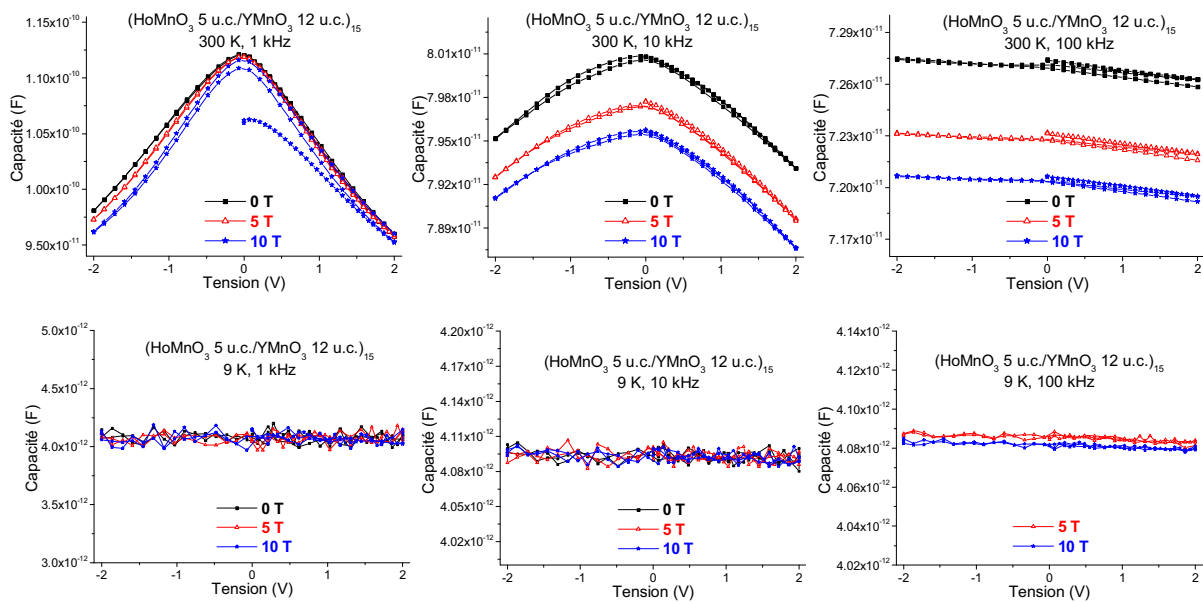 (HoMnO3 5 u.c./YMnO3 12 u.c.)15
300 K, 1 kHz
Capacité (F)
1.15x10-10
1.10x10-10
1.05x10-10
1.00x10-10
9.50x10-11
0 T
5 T
10 T
-2 -1 0 1 2
Tension (V)
(HoMnO3 5 u.c./YMnO3 12 u.c.)15
300 K, 10 kHz
Capacité (F)
8.01x10-11
7.98x10-11
7.95x10-11
7.92x10-11
7.89x10-11
0 T
5 T
10 T
-2 -1 0 1 2
Tension (V)
(HoMnO3 5 u.c./YMnO3 12 u.c.)15
300 K, 100 kHz
Capacité (F)
7.29x10-11
7.26x10-11
7.23x10-11
7.20x10-11
7.17x10-11
0 T
5 T
10 T
-2 -1 0 1 2
Tension (V)
(HoMnO3 5 u.c./YMnO3 12 u.c.)15
9 K, 1 kHz
Capacité (F)
5.0x10-12
4.5x10-12
4.0x10-12
3.5x10-12
3.0x10-12
0 T
5 T
10 T
-2 -1 0 1 2
Tension (V)
(HoMnO3 5 u.c./YMnO3 12 u.c.)15
9 K, 10 kHz
Capacité (F)
4.20x10-12
4.17x10-12
4.14x10-12
4.11x10-12
4.08x10-12
4.05x10-12
4.02x10-12
0 T
5 T
10 T
-2 -1 0 1 2
Tension (V)
(HoMnO3 5 u.c./YMnO3 12 u.c.)15
9 K, 100 kHz
Capacité (F)
4.14x10-12
4.12x10-12
4.10x10-12
4.08x10-12
4.06x10-12
4.04x10-12
4.02x10-12
5 T
10 T
-2 -1 0 1 2
Tension (V)